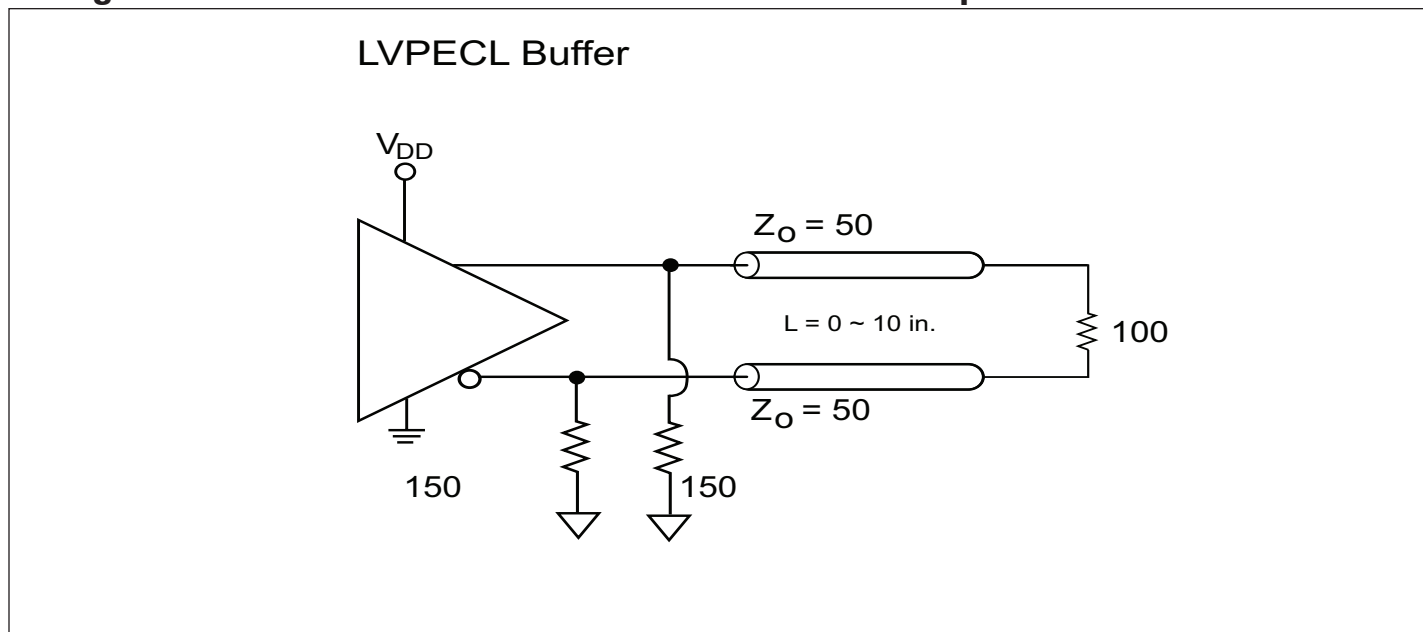 LVPECL Buffer
VDD
Zo = 50
L = 0 ~ 10 in.
100
Zo = 50
150
150